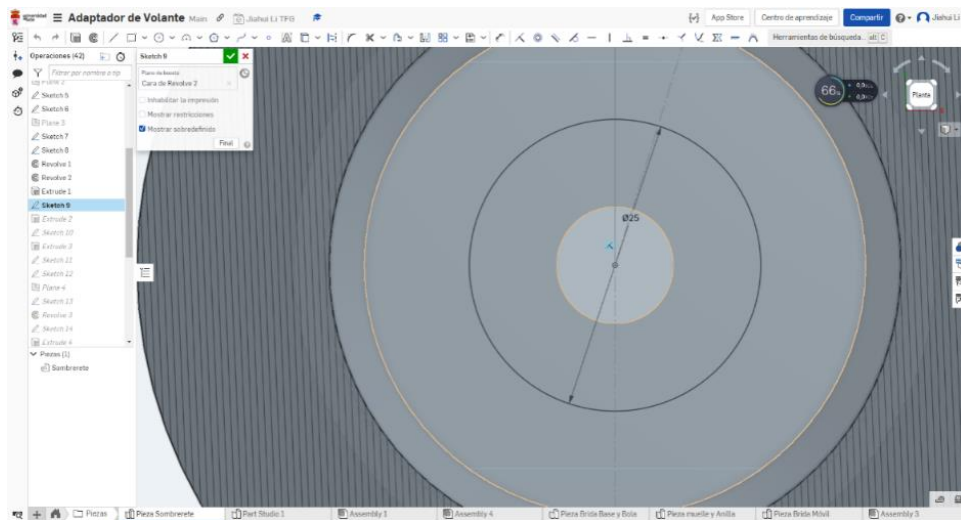 Adaptador de Volante Main Jiahui Li TFG
App Store Centro de aprendizaje Compartir Jiahui Li
Herramientas de búsqueda... alt C
Operaciones (42)
Filtrar por nombre o tip
Sketch 5
Sketch 6
Plane 3
Sketch 7
Sketch 8
Revolve 1
Revolve 2
Extrude 1
Sketch 9
Extrude 2
Sketch 10
Extrude 3
Sketch 11
Sketch 12
Plane 4
Sketch 13
Revolve 3
Sketch 14
Extrude 4
Piezas (1)
Sombrerete
Sketch 9
Plano de boceto
Cara de Revolve 2
Inhabilitar la impresión
Mostrar restricciones
Mostrar sobredefinido
Final
Ø25
66%
Planta
Piezas Pieza Sombrerete Part Studio 1 Assembly 1 Assembly 4 Pieza Brida Base y Bola Pieza muelle y Anilla Pieza Brida Móvil Assembly 3